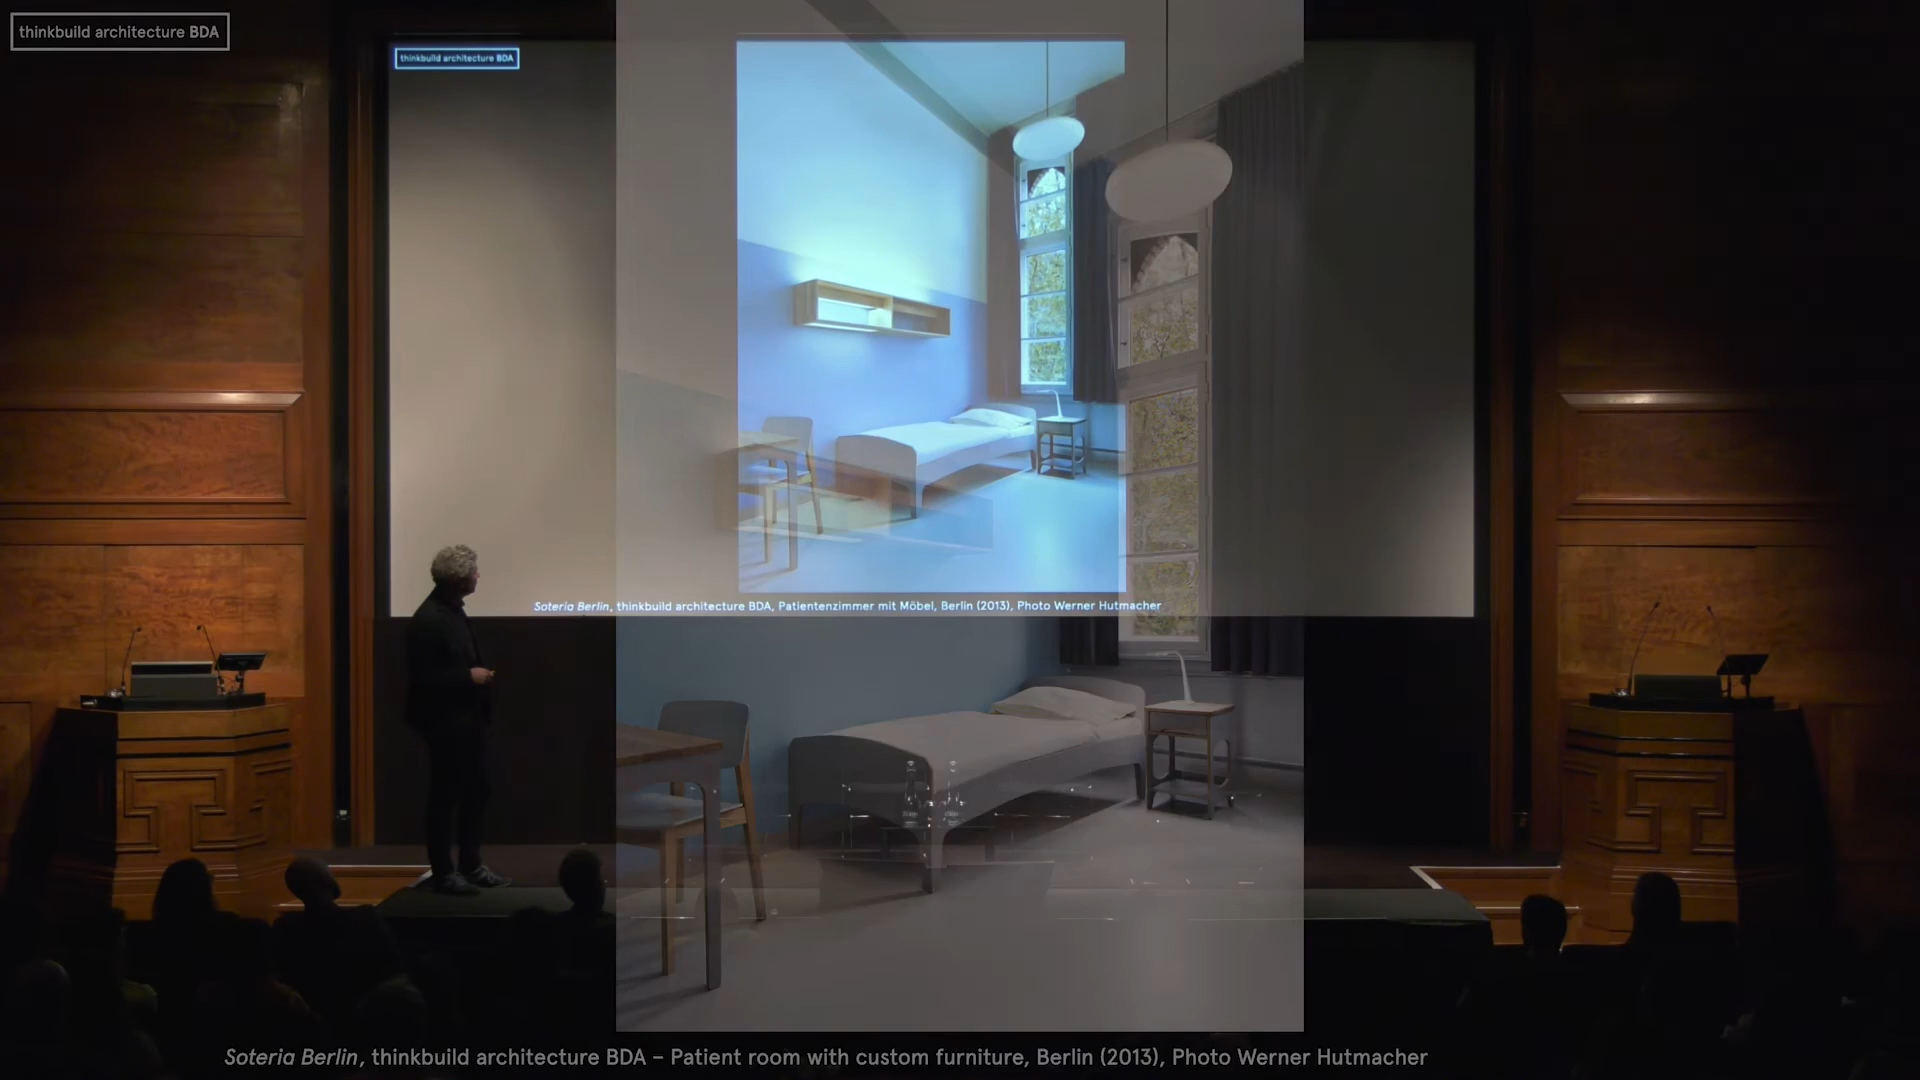 thinkbuild architecture BDA
thinkbuild architecture BDA
Soteria Berlin, thinkbuild architecture BDA, Patientenzimmer mit Möbel, Berlin (2013), Photo Werner Hutmacher
Soteria Berlin, thinkbuild architecture BDA – Patient room with custom furniture, Berlin (2013), Photo Werner Hutmacher